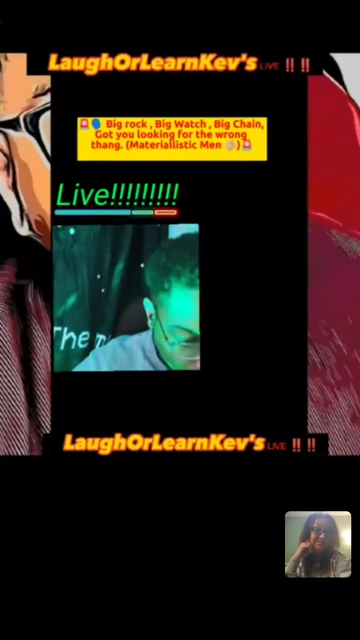 LaughOrLearnKev's LIVE ‼️ ‼️
🚨🗣️ Big rock , Big Watch , Big Chain,
Got you looking for the wrong
thang. (Materiallistic Men 💍)🚨
Live!!!!!!!!!
The m
LaughOrLearnKev's LIVE ‼️ ‼️